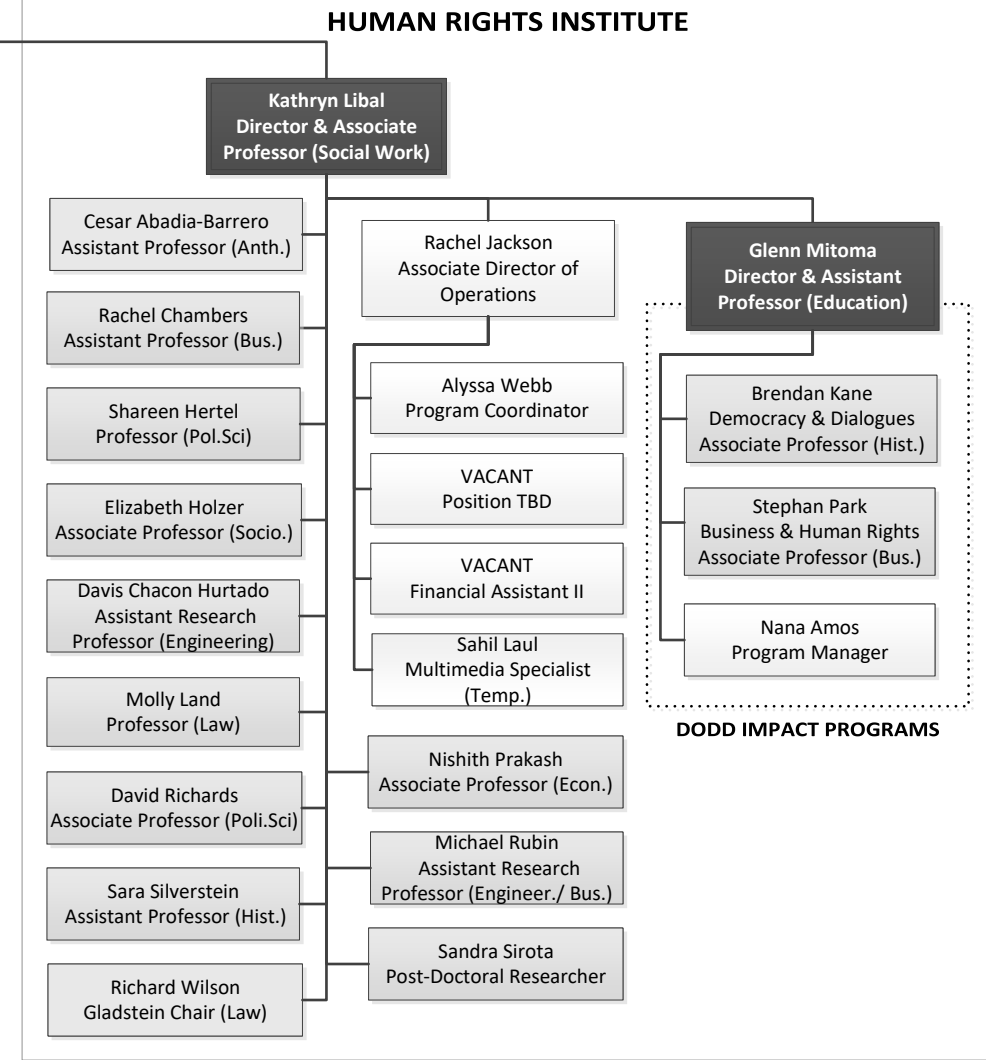 HUMAN RIGHTS INSTITUTE
Kathryn Libal
Director & Associate
Professor (Social Work)
Cesar Abadia-Barrero
Assistant Professor (Anth.)
Rachel Chambers
Assistant Professor (Bus.)
Shareen Hertel
Professor (Pol.Sci)
Elizabeth Holzer
Associate Professor (Socio.)
Davis Chacon Hurtado
Assistant Research
Professor (Engineering)
Molly Land
Professor (Law)
David Richards
Associate Professor (Poli.Sci)
Sara Silverstein
Assistant Professor (Hist.)
Richard Wilson
Gladstein Chair (Law)
Rachel Jackson
Associate Director of
Operations
Alyssa Webb
Program Coordinator
VACANT
Position TBD
VACANT
Financial Assistant II
Sahil Laul
Multimedia Specialist
(Temp.)
Nishith Prakash
Associate Professor (Econ.)
Michael Rubin
Assistant Research
Professor (Engineer./ Bus.)
Sandra Sirota
Post-Doctoral Researcher
Glenn Mitoma
Director & Assistant
Professor (Education)
Brendan Kane
Democracy & Dialogues
Associate Professor (Hist.)
Stephan Park
Business & Human Rights
Associate Professor (Bus.)
Nana Amos
Program Manager
DODD IMPACT PROGRAMS